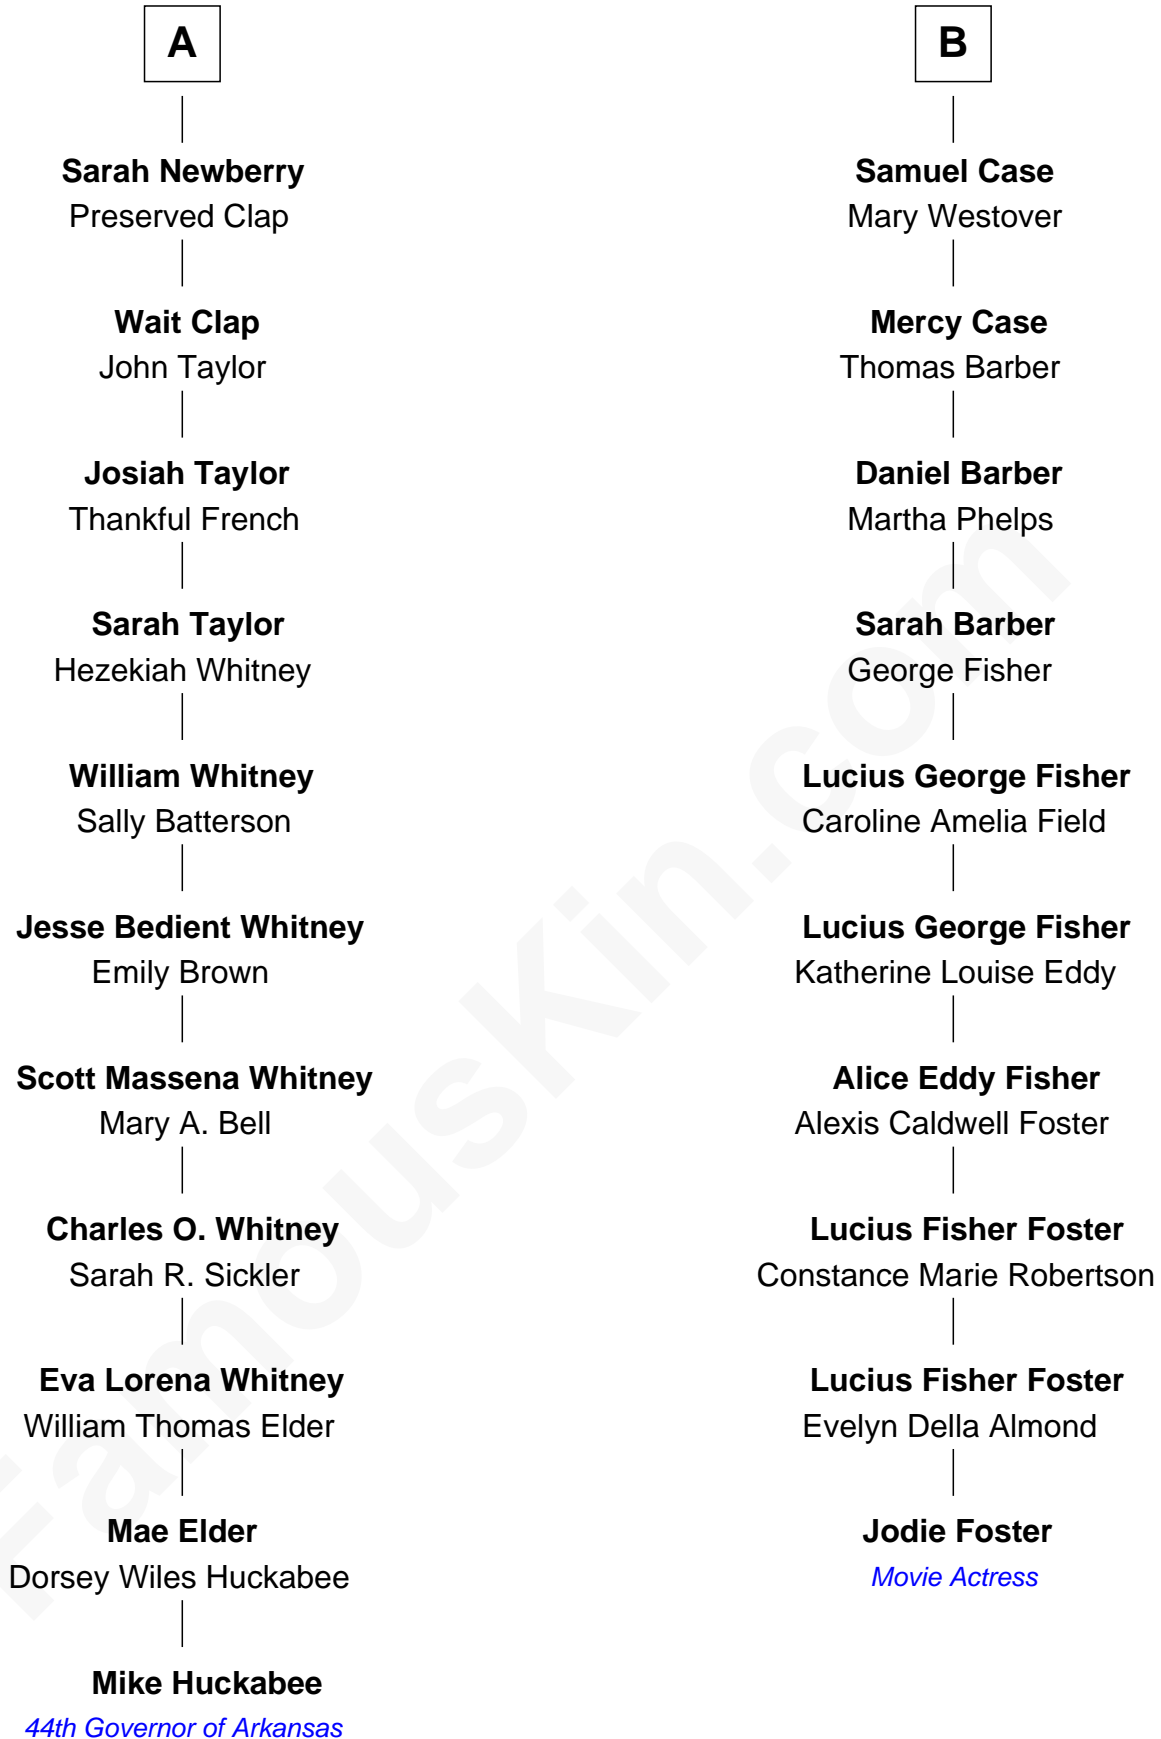 A
Sarah Newberry
Preserved Clap
Wait Clap
John Taylor
Josiah Taylor
Thankful French
Sarah Taylor
Hezekiah Whitney
William Whitney
Sally Batterson
Jesse Bedient Whitney
Emily Brown
Scott Massena Whitney
Mary A. Bell
Charles O. Whitney
Sarah R. Sickler
Eva Lorena Whitney
William Thomas Elder
Mae Elder
Dorsey Wiles Huckabee
Mike Huckabee
44th Governor of Arkansas
B
Samuel Case
Mary Westover
Mercy Case
Thomas Barber
Daniel Barber
Martha Phelps
Sarah Barber
George Fisher
Lucius George Fisher
Caroline Amelia Field
Lucius George Fisher
Katherine Louise Eddy
Alice Eddy Fisher
Alexis Caldwell Foster
Lucius Fisher Foster
Constance Marie Robertson
Lucius Fisher Foster
Evelyn Della Almond
Jodie Foster
Movie Actress
FamousKin.com